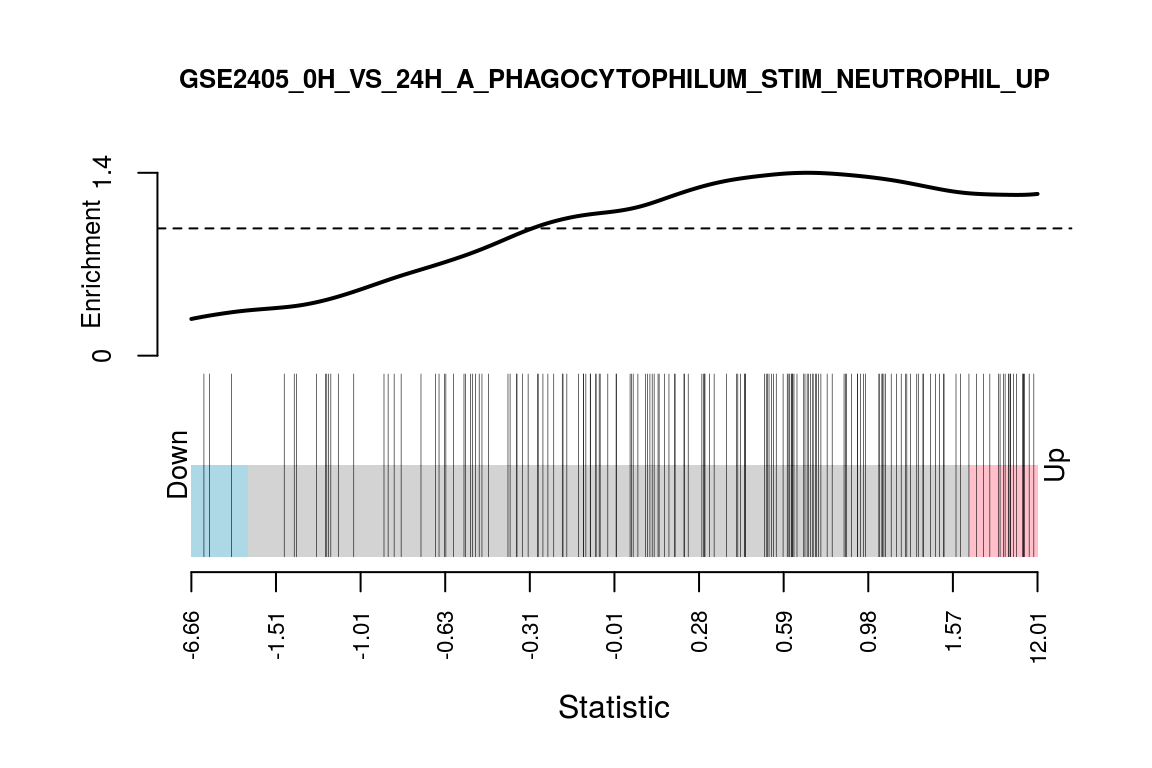 GSE2405_0H_VS_24H_A_PHAGOCYTOPHILUM_STIM_NEUTROPHIL_UP
1.4
Enrichment
0
Down
Up
-6.66 -1.51 -1.01 -0.63 -0.31 -0.01 0.28 0.59 0.98 1.57 12.01
Statistic